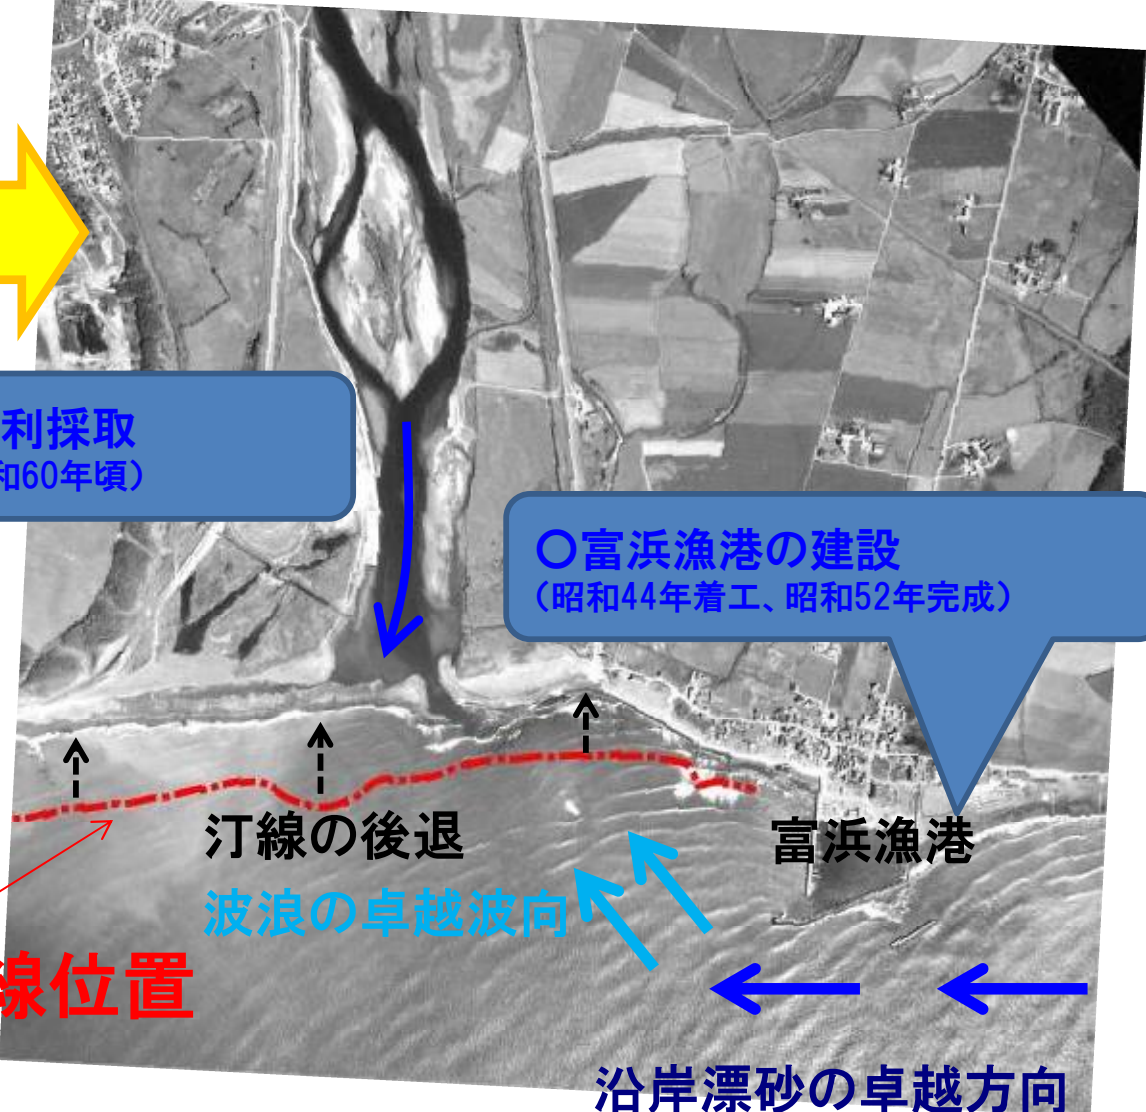 利採取
和60年頃）
○富浜漁港の建設
（昭和44年着工、昭和52年完成）
汀線の後退
富浜漁港
波浪の卓越波向
線位置
沿岸漂砂の卓越方向